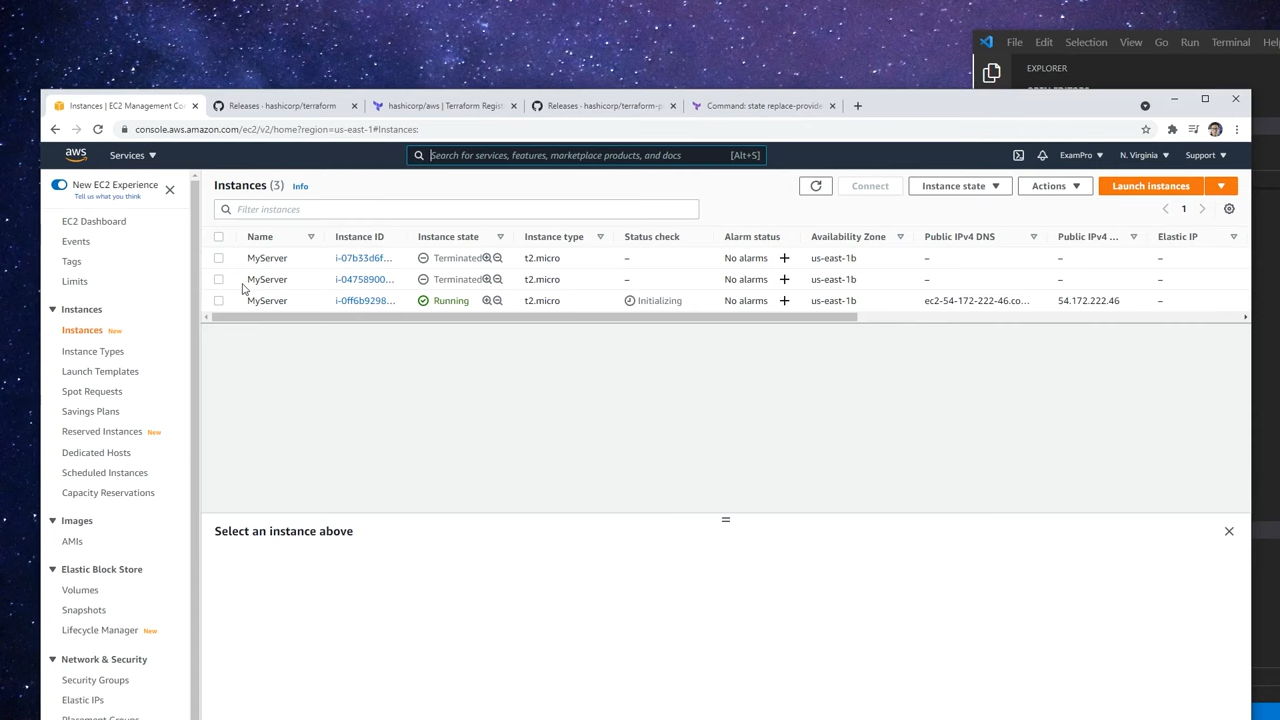 File Edit Selection View Go Run Terminal Hel
EXPLORER
Instances | EC2 Management Co
Releases · hashicorp/terraform
hashicorp/aws | Terraform Regist
Releases · hashicorp/terraform-p
Command: state replace-provide
console.aws.amazon.com/ec2/v2/home?region=us-east-1#Instances:
aws
Services
Search for services, features, marketplace products, and docs [Alt+S]
ExamPro
N. Virginia
Support
New EC2 Experience
Tell us what you think
EC2 Dashboard
Events
Tags
Limits
Instances
Instances New
Instance Types
Launch Templates
Spot Requests
Savings Plans
Reserved Instances New
Dedicated Hosts
Scheduled Instances
Capacity Reservations
Images
AMIs
Elastic Block Store
Volumes
Snapshots
Lifecycle Manager New
Network & Security
Security Groups
Elastic IPs
Placement Groups
Instances (3) Info
Connect
Instance state
Actions
Launch instances
Filter instances
1
Name Instance ID Instance state Instance type Status check Alarm status Availability Zone Public IPv4 DNS Public IPv4 ... Elastic IP
MyServer i-07b33d6f... Terminated t2.micro – No alarms + us-east-1b – – –
MyServer i-04758900... Terminated t2.micro – No alarms + us-east-1b – – –
MyServer i-0ff6b9298... Running t2.micro Initializing No alarms + us-east-1b ec2-54-172-222-46.co... 54.172.222.46 –
Select an instance above